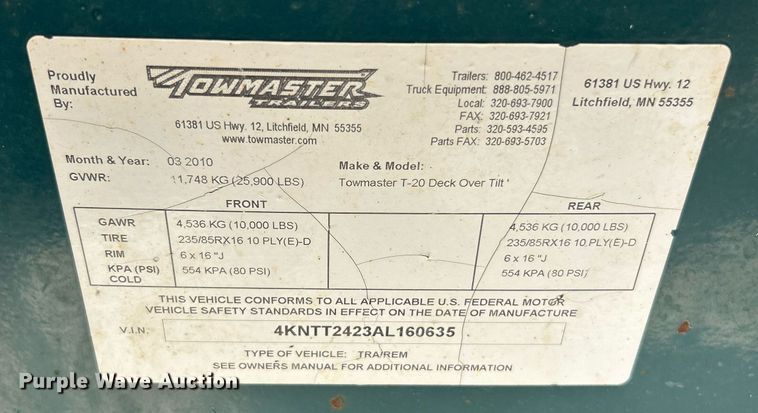 Proudly
Manufactured
By:
TOWMASTER
TRAILERS
61381 US Hwy. 12, Litchfield, MN 55355
www.towmaster.com
Trailers: 800-462-4517
Truck Equipment: 888-805-5971
Local: 320-693-7900
FAX: 320-693-7921
Parts: 320-593-4595
Parts FAX: 320-693-5703
61381 US Hwy. 12
Litchfield, MN 55355
Month & Year: 03 2010
GVWR: 11,748 KG (25,900 LBS)
Make & Model:
Towmaster T-20 Deck Over Tilt '
FRONT REAR
GAWR 4,536 KG (10,000 LBS) 4,536 KG (10,000 LBS)
TIRE 235/85RX16 10 PLY(E)-D 235/85RX16 10 PLY(E)-D
RIM 6 x 16 "J 6 x 16 "J
KPA (PSI) 554 KPA (80 PSI) 554 KPA (80 PSI)
COLD
THIS VEHICLE CONFORMS TO ALL APPLICABLE U.S. FEDERAL MOTOR
VEHICLE SAFETY STANDARDS IN EFFECT ON THE DATE OF MANUFACTURE
V.I.N. 4KNTT2423AL160635
TYPE OF VEHICLE: TRA/REM
SEE OWNERS MANUAL FOR ADDITIONAL INFORMATION
Purple Wave Auction